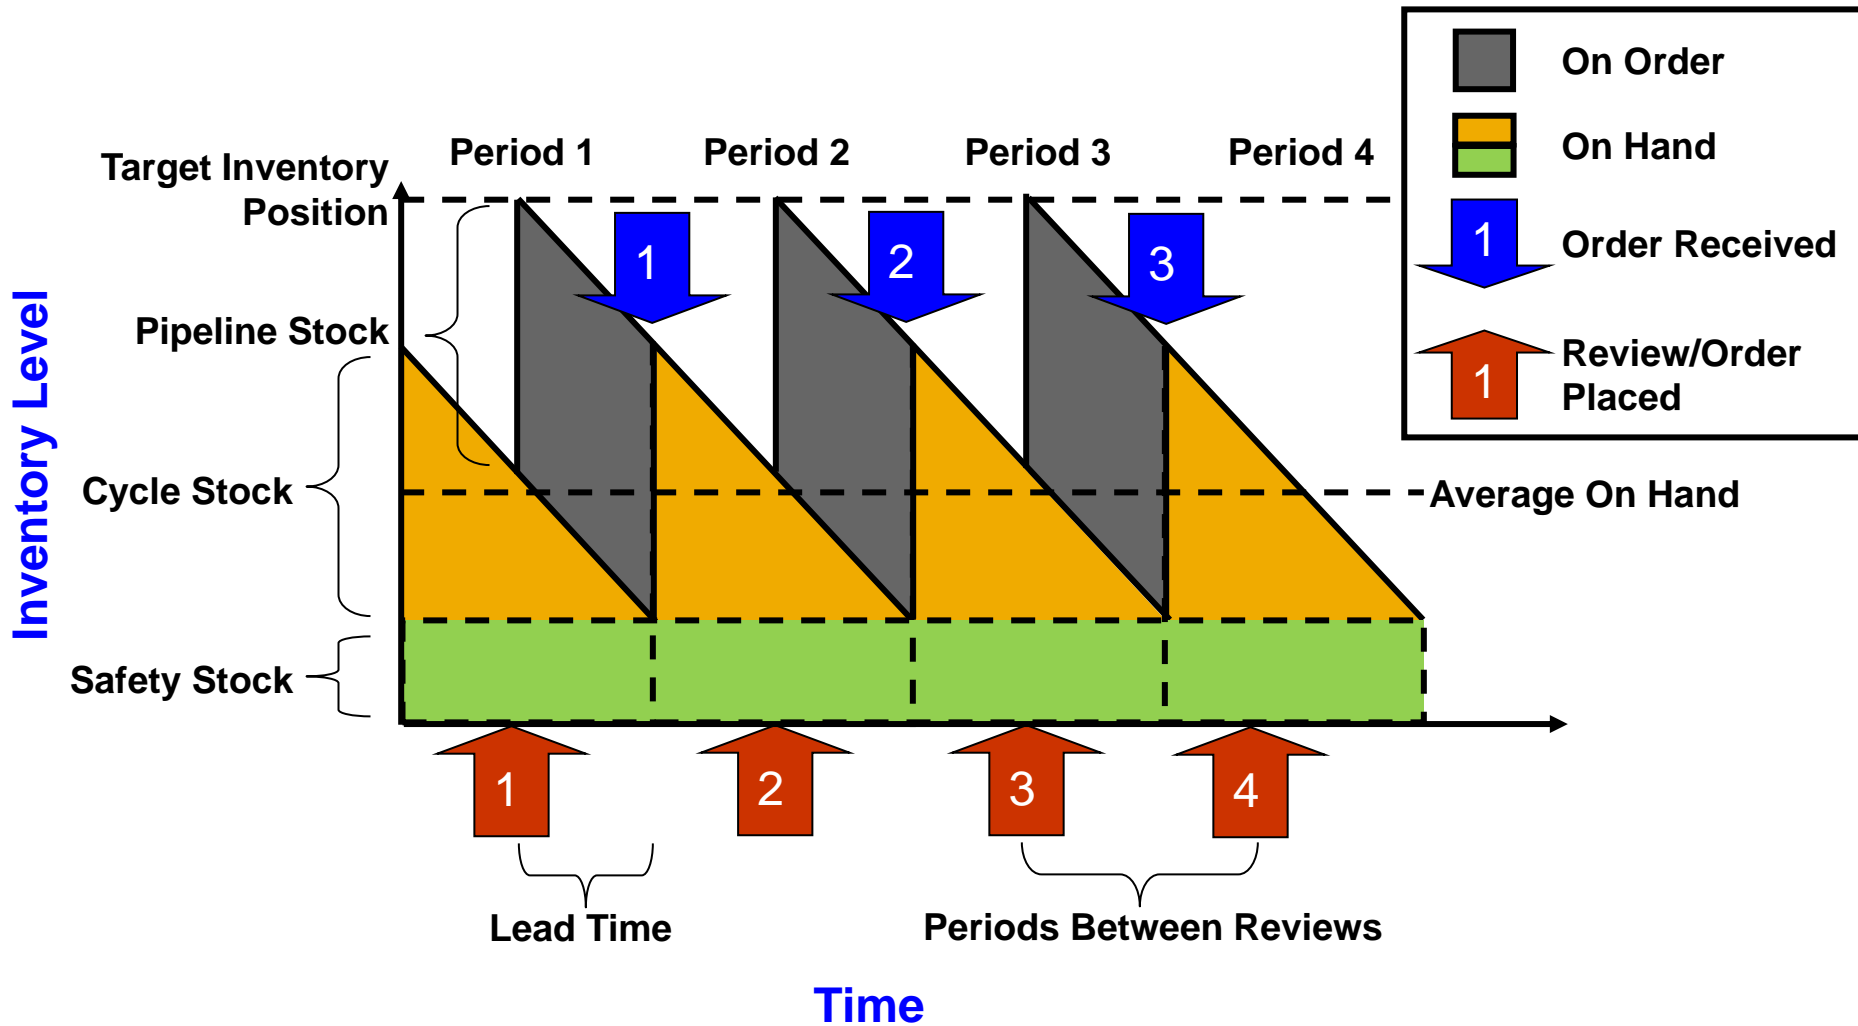 On Order
On Hand
1
Order Received
1
Review/Order
Placed
Period 1
Period 2
Period 3
Period 4
Target Inventory
Position
1
2
3
Pipeline Stock
Cycle Stock
Average On Hand
Safety Stock
Inventory Level
1
2
3
4
Lead Time
Periods Between Reviews
Time